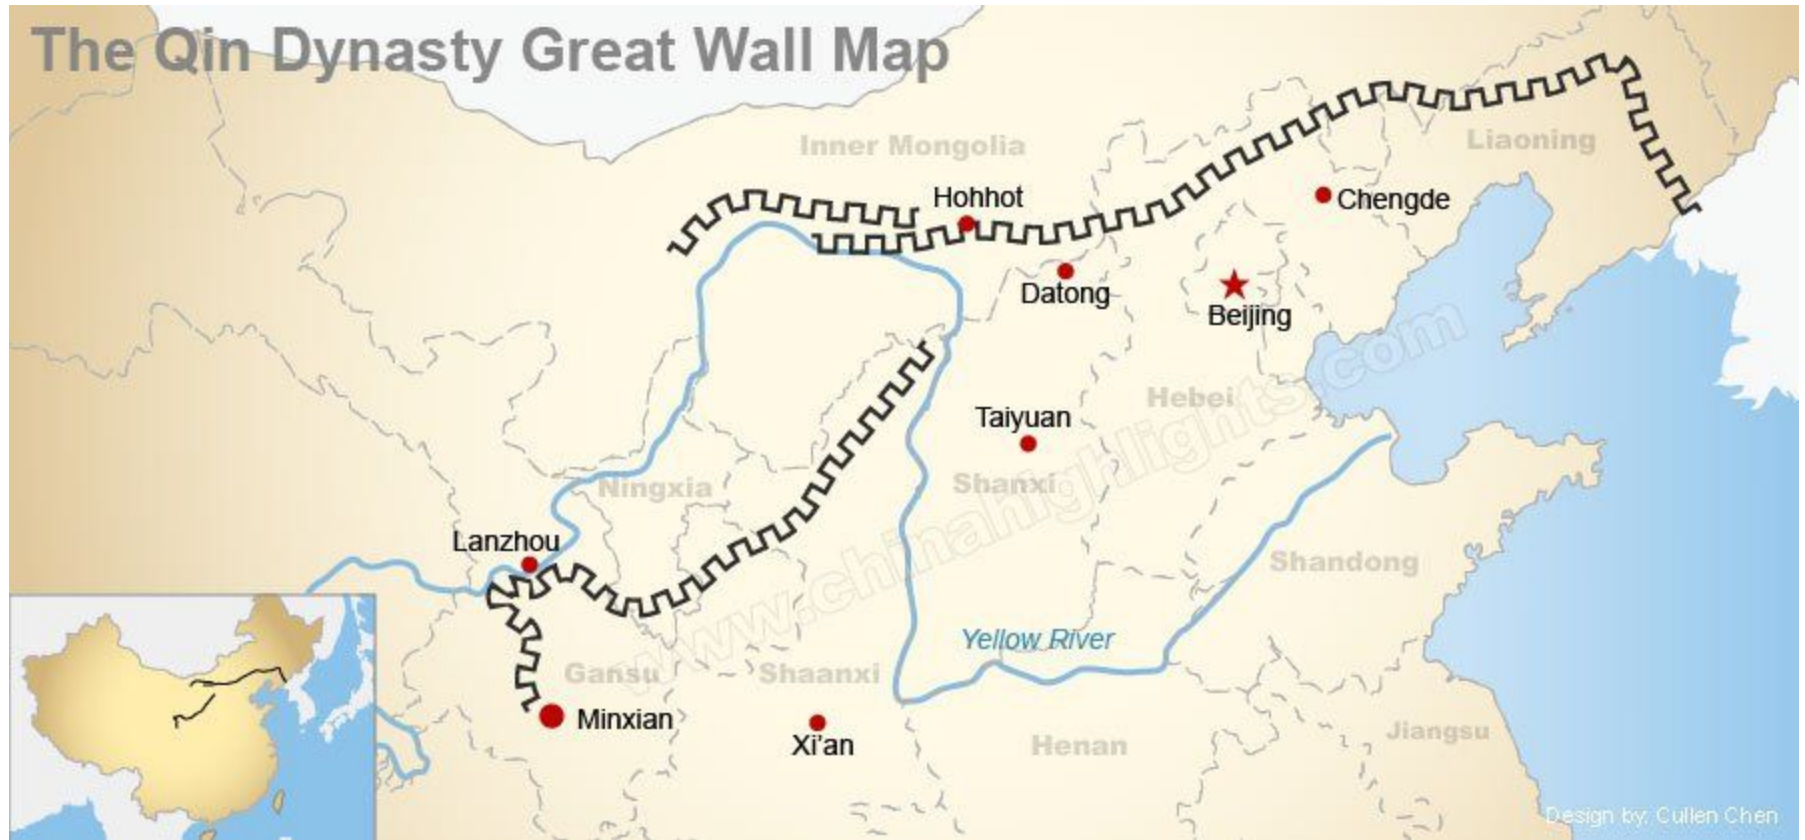 The Qin Dynasty Great Wall Map
Inner Mongolia
Liaoning
Hohhot
Chengde
Datong
Beijing
Hebei
Taiyuan
Shanxi
Ningxia
Lanzhou
Shandong
www.chinahighlights.com
Yellow River
Gansu
Shaanxi
Minxian
Xi'an
Henan
Jiangsu
Design by: Cullen Chen